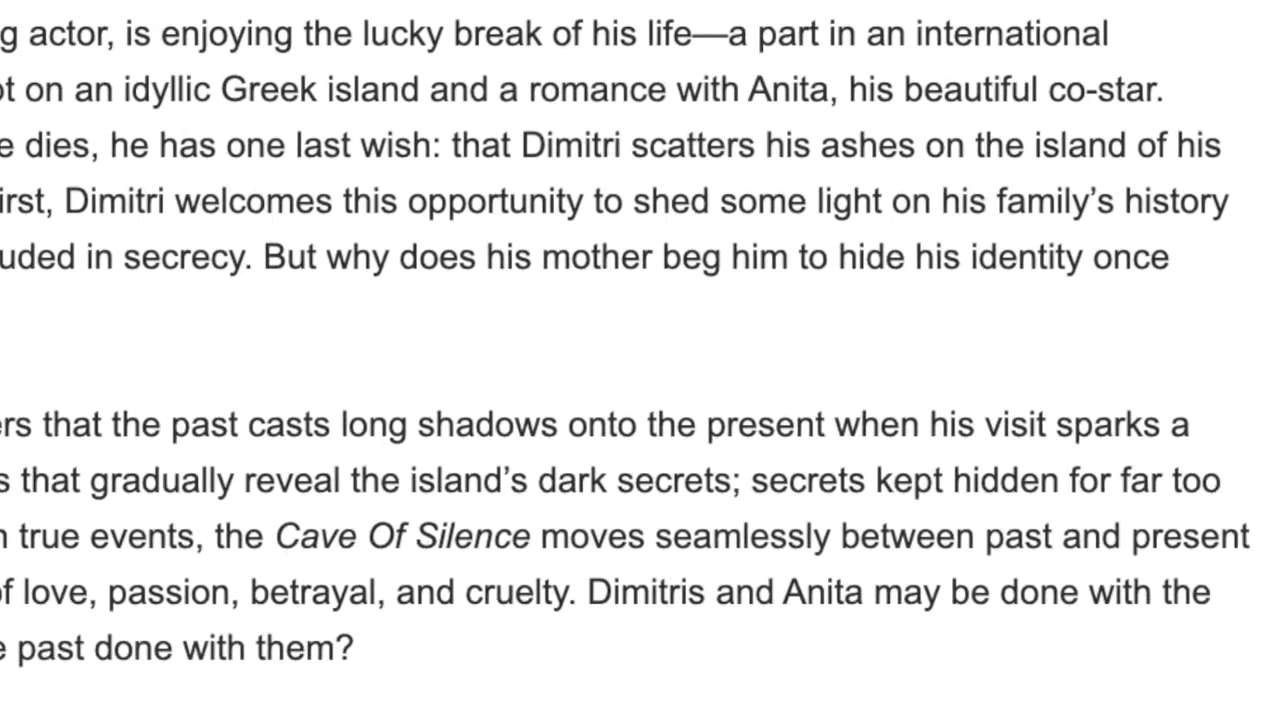 g actor, is enjoying the lucky break of his life—a part in an international
ot on an idyllic Greek island and a romance with Anita, his beautiful co-star.
e dies, he has one last wish: that Dimitri scatters his ashes on the island of his
irst, Dimitri welcomes this opportunity to shed some light on his family’s history
uded in secrecy. But why does his mother beg him to hide his identity once
ers that the past casts long shadows onto the present when his visit sparks a
s that gradually reveal the island’s dark secrets; secrets kept hidden for far too
n true events, the Cave Of Silence moves seamlessly between past and present
of love, passion, betrayal, and cruelty. Dimitris and Anita may be done with the
e past done with them?